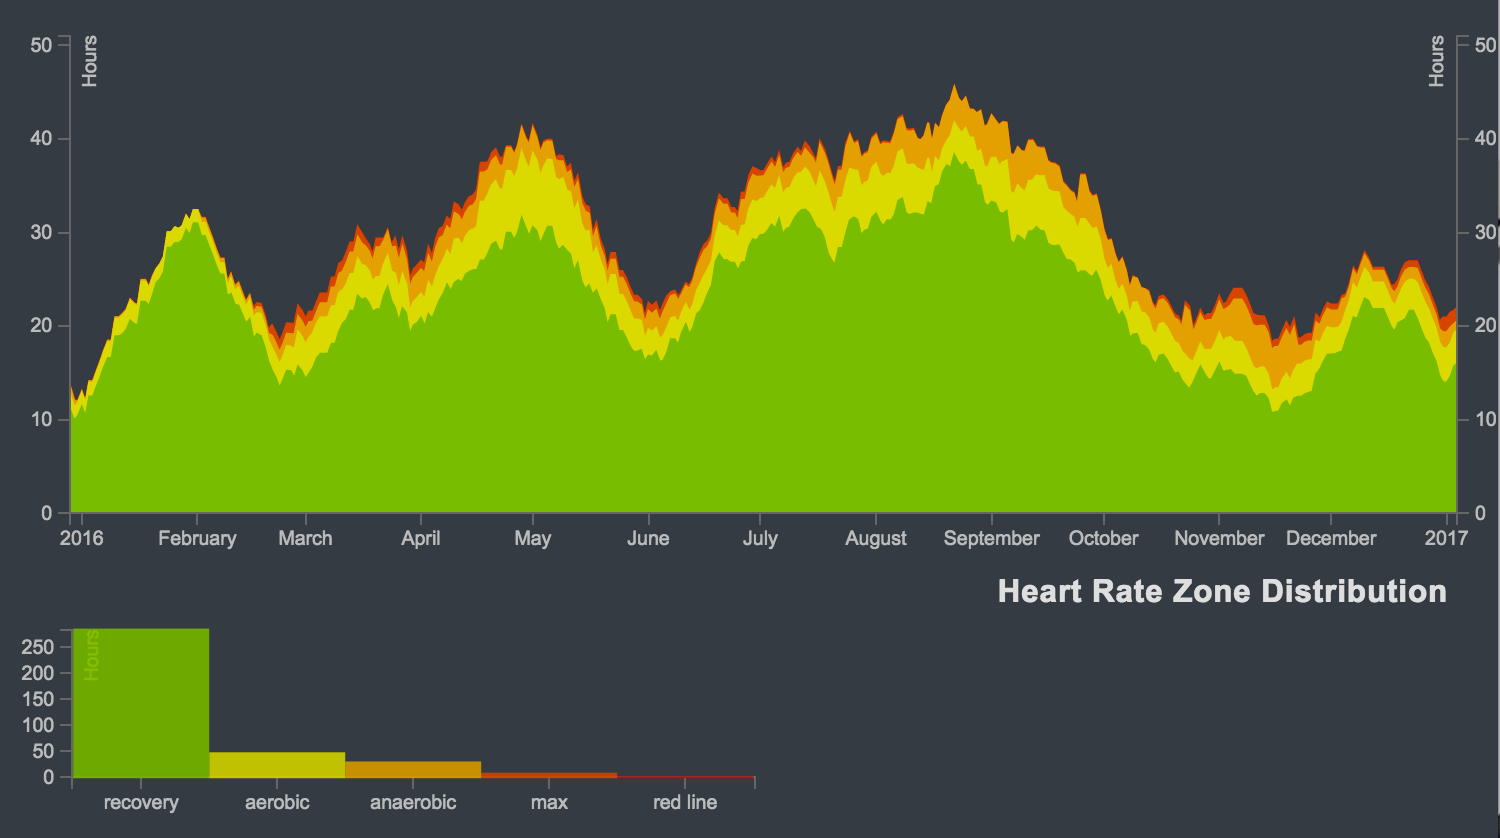 50 Hours Hours 50
40 40
30 30
20 20
10 10
0 0
2016 February March April May June July August September October November December 2017
Heart Rate Zone Distribution
Hours
250
200
150
100
50
0
recovery aerobic anaerobic max red line